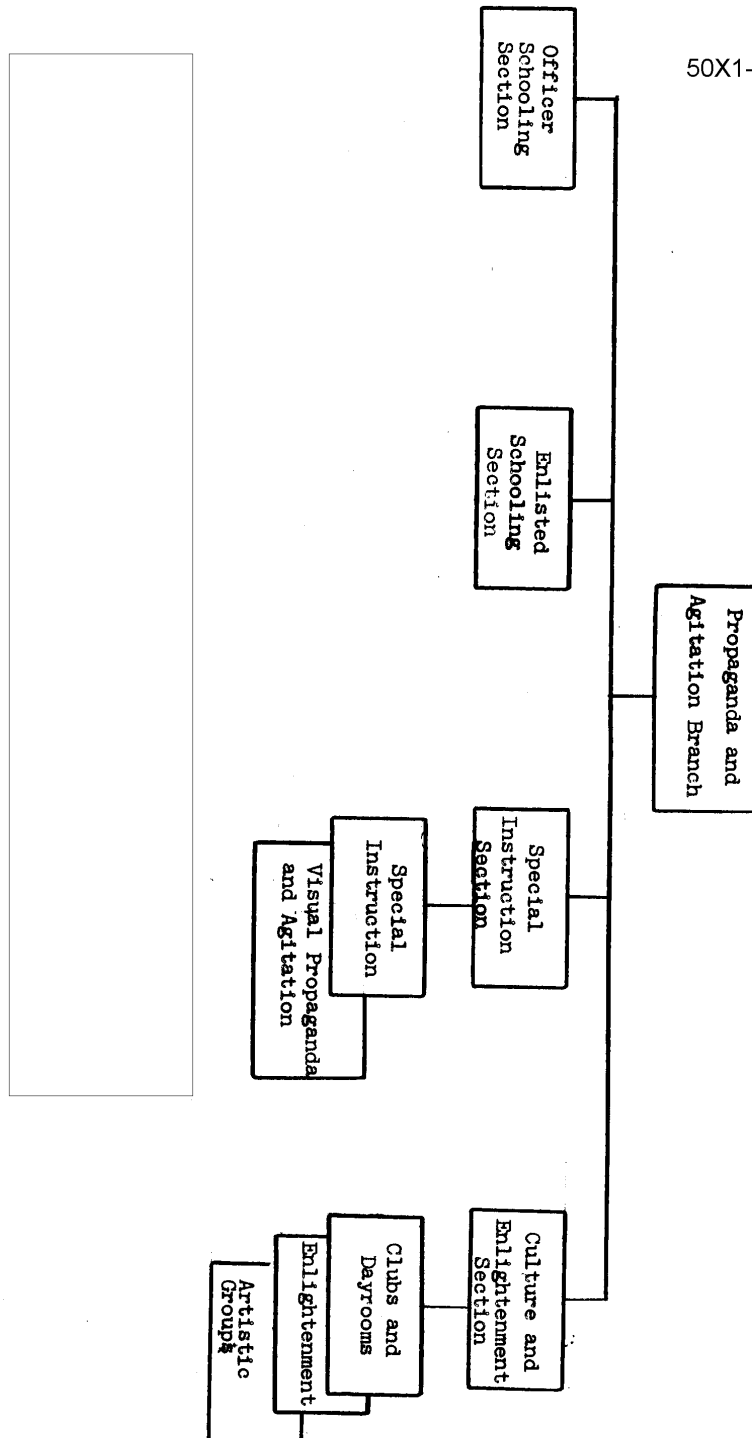 50X1-
Propaganda and
Agitation Branch
Officer
Schooling
Section
Enlisted
Schooling
Section
Special
Instruction
Section
Culture and
Enlightenment
Section
Special
Instruction
Visual Propaganda
and Agitation
Clubs and
Dayrooms
Enlightenment
Artistic
Groups